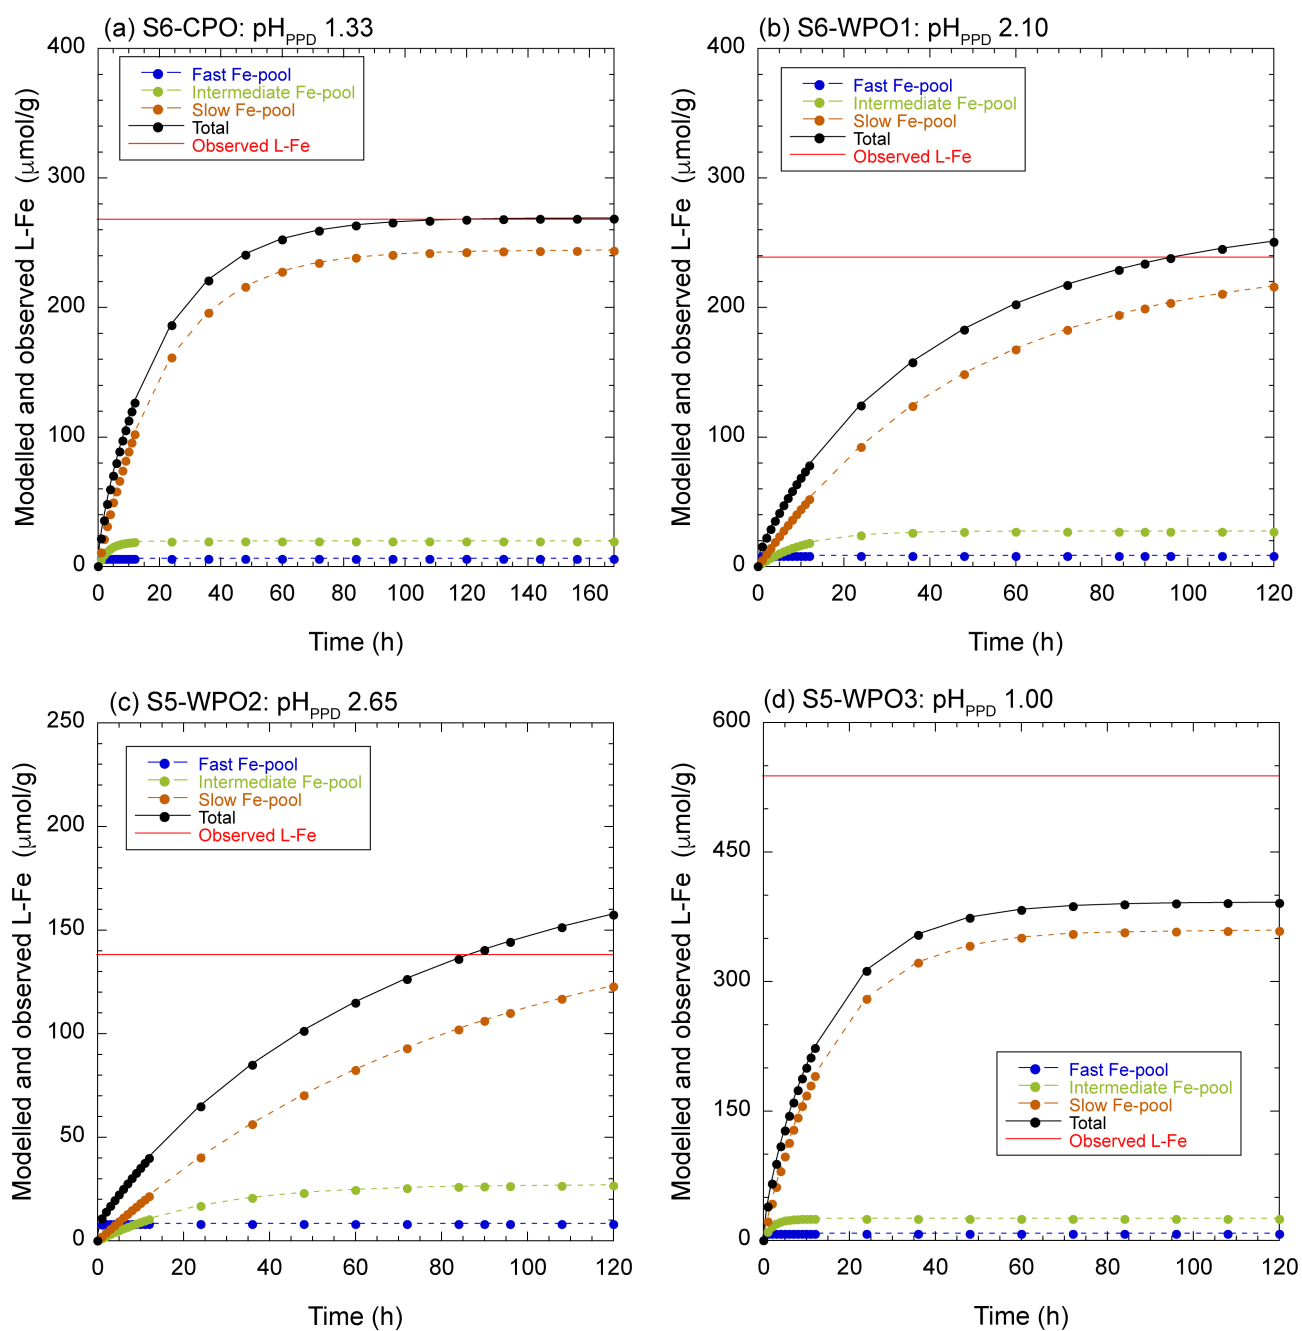 (a) S6-CPO: pHPPD 1.33
400
300
200
100
0
Modelled and observed L-Fe (μmol/g)
Fast Fe-pool
Intermediate Fe-pool
Slow Fe-pool
Total
Observed L-Fe
0 20 40 60 80 100 120 140 160
Time (h)
(b) S6-WPO1: pHPPD 2.10
400
300
200
100
0
Modelled and observed L-Fe (μmol/g)
Fast Fe-pool
Intermediate Fe-pool
Slow Fe-pool
Total
Observed L-Fe
0 20 40 60 80 100 120
Time (h)
(c) S5-WPO2: pHPPD 2.65
250
200
150
100
50
0
Modelled and observed L-Fe (μmol/g)
Fast Fe-pool
Intermediate Fe-pool
Slow Fe-pool
Total
Observed L-Fe
0 20 40 60 80 100 120
Time (h)
(d) S5-WPO3: pHPPD 1.00
600
450
300
150
0
Modelled and observed L-Fe (μmol/g)
Fast Fe-pool
Intermediate Fe-pool
Slow Fe-pool
Total
Observed L-Fe
0 20 40 60 80 100 120
Time (h)